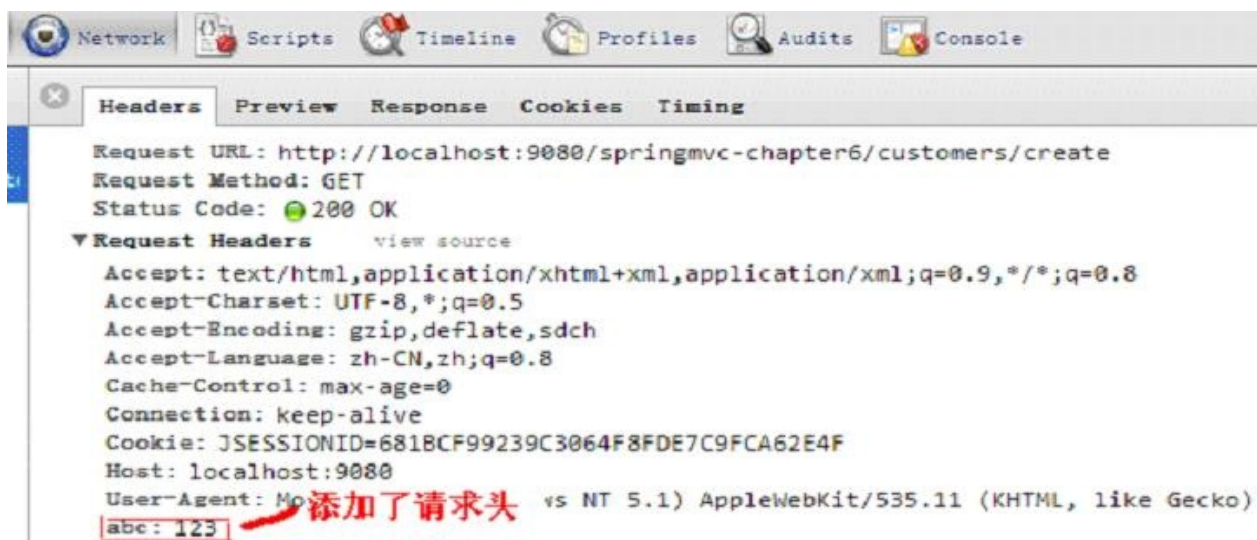 Network Scripts Timeline Profiles Audits Console
Headers Preview Response Cookies Timing
Request URL: http://localhost:9080/springmvc-chapter6/customers/create
Request Method: GET
Status Code: 200 OK
▼Request Headers view source
Accept: text/html,application/xhtml+xml,application/xml;q=0.9,*/*;q=0.8
Accept-Charset: UTF-8,*;q=0.5
Accept-Encoding: gzip,deflate,sdch
Accept-Language: zh-CN,zh;q=0.8
Cache-Control: max-age=0
Connection: keep-alive
Cookie: JSESSIONID=681BCF99239C3064F8FDE7C9FCA62E4F
Host: localhost:9080
User-Agent: Mo 添加了请求头 vs NT 5.1) AppleWebKit/535.11 (KHTML, like Gecko)
abc: 123